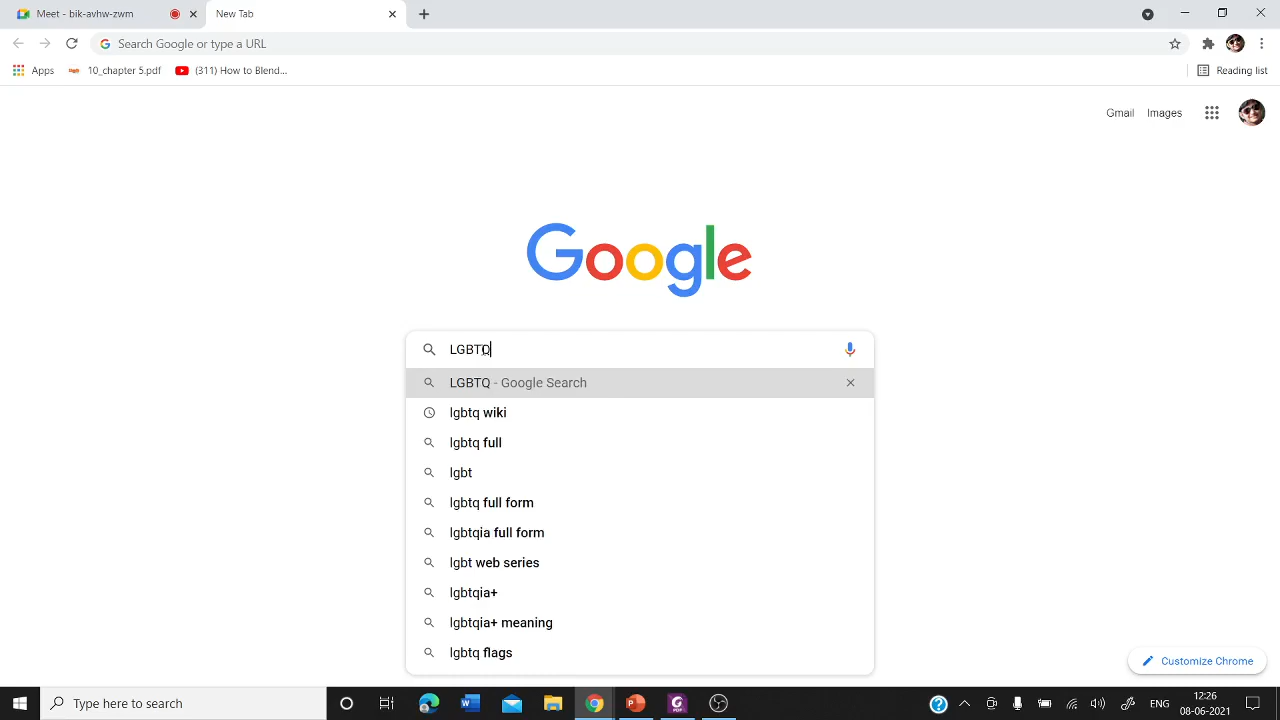 Meet - bik-avhw-zwm
New Tab
Search Google or type a URL
Apps
10_chapter 5.pdf
(311) How to Blend...
Reading list
Gmail
Images
Google
LGBTQ
LGBTQ - Google Search
lgbtq wiki
lgbtq full
lgbt
lgbtq full form
lgbtqia full form
lgbt web series
lgbtqia+
lgbtqia+ meaning
lgbtq flags
Customize Chrome
Type here to search
ENG
12:26
08-06-2021